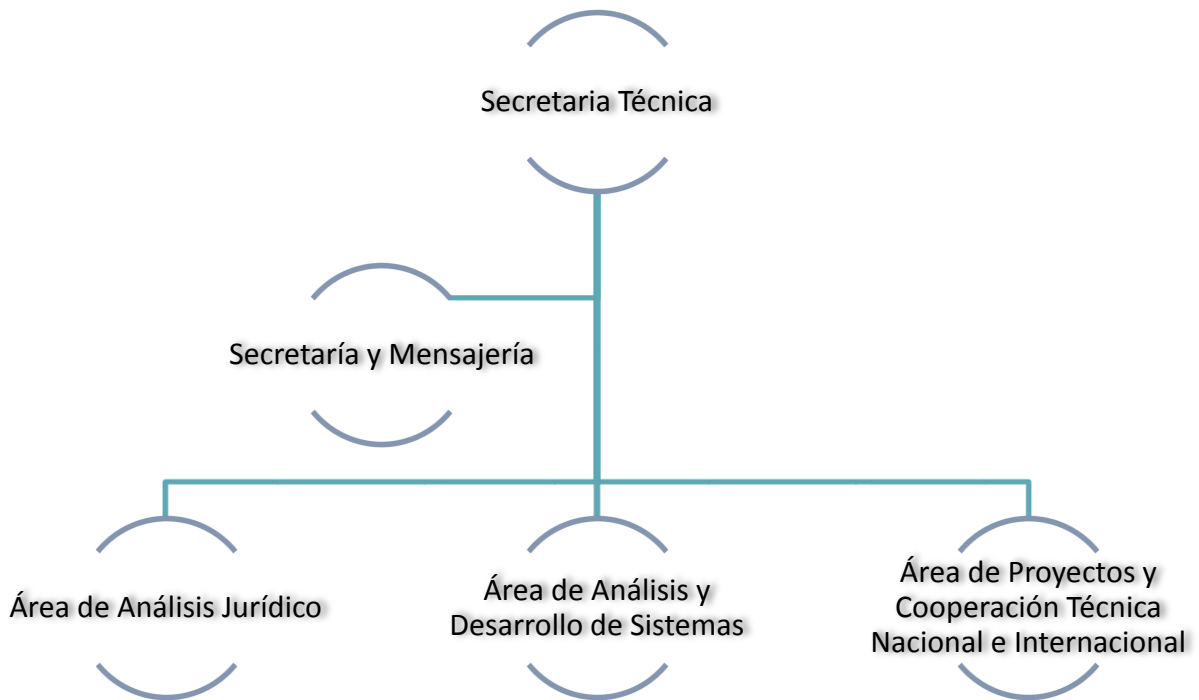 Secretaria Técnica
Secretaría y Mensajería
Área de Análisis Jurídico
Área de Análisis y
Desarrollo de Sistemas
Área de Proyectos y
Cooperación Técnica
Nacional e Internacional